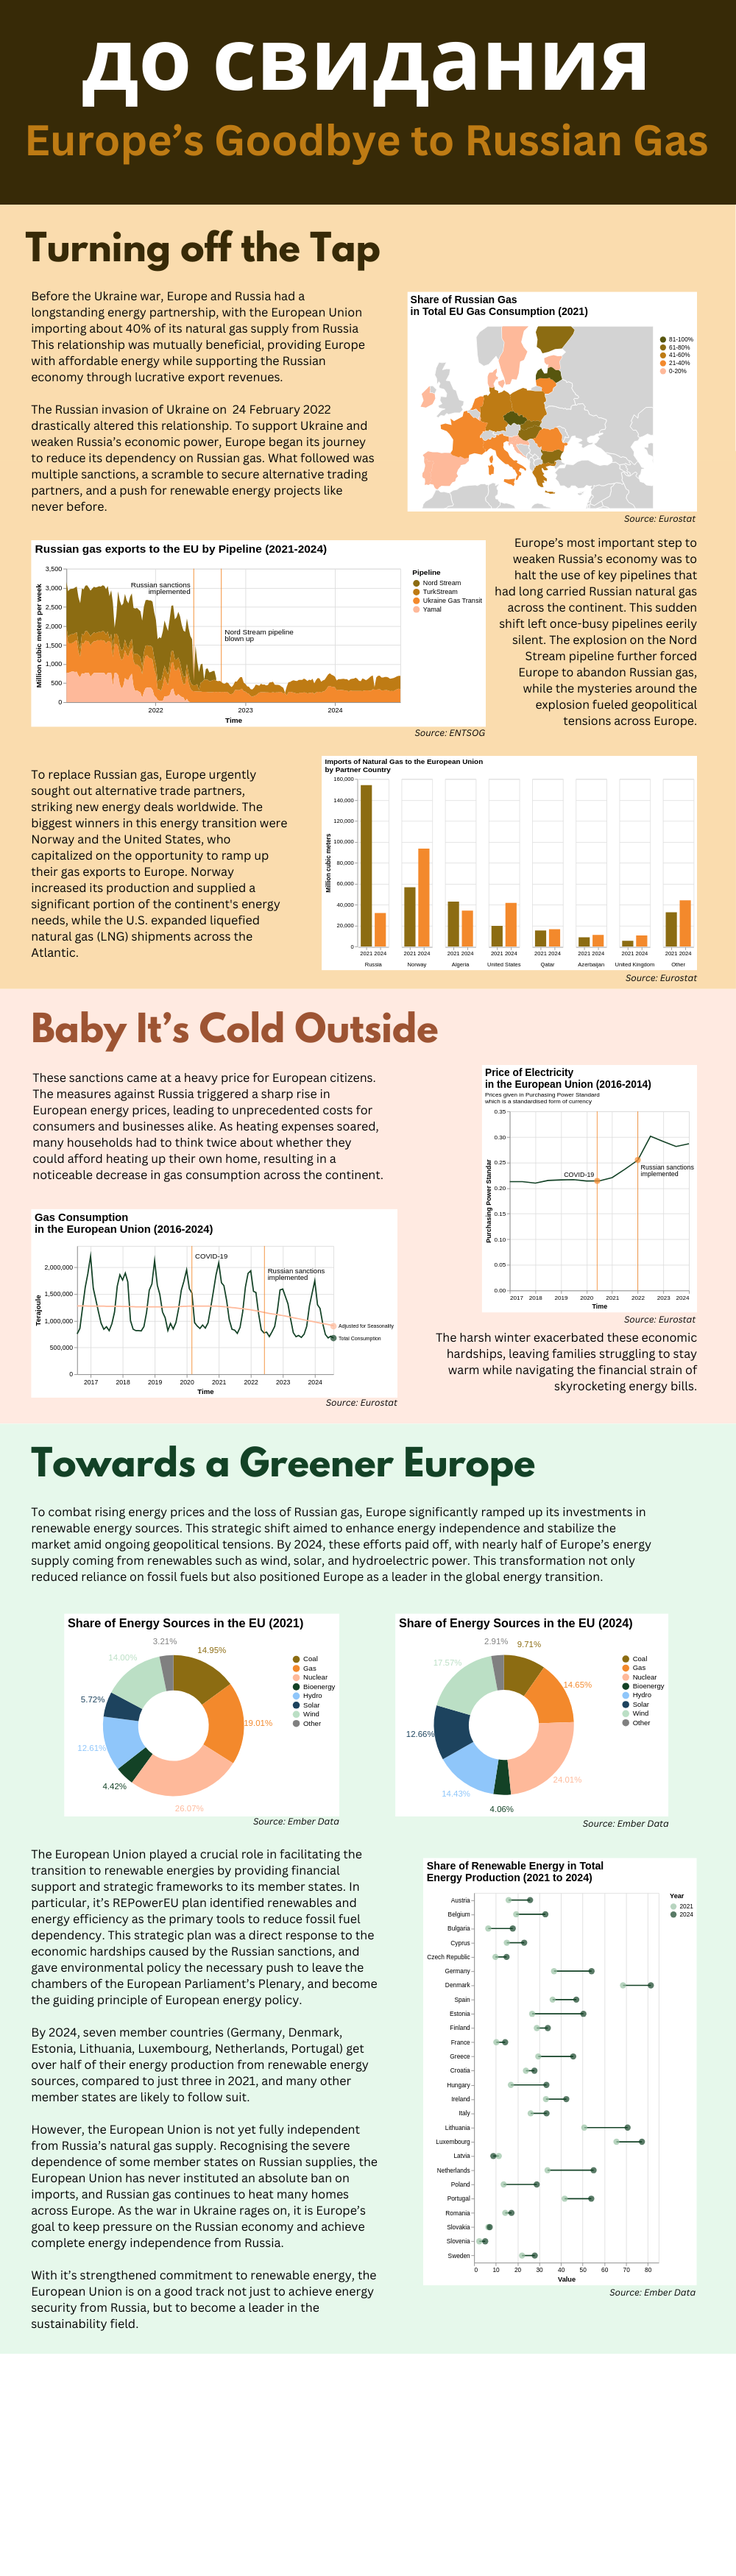 до свидания
Europe’s Goodbye to Russian Gas
Turning off the Tap
Before the Ukraine war, Europe and Russia had a
longstanding energy partnership, with the European Union
importing about 40% of its natural gas supply from Russia
This relationship was mutually beneficial, providing Europe
with affordable energy while supporting the Russian
economy through lucrative export revenues.
The Russian invasion of Ukraine on 24 February 2022
drastically altered this relationship. To support Ukraine and
weaken Russia’s economic power, Europe began its journey
to reduce its dependency on Russian gas. What followed was
multiple sanctions, a scramble to secure alternative trading
partners, and a push for renewable energy projects like
never before.
Share of Russian Gas
in Total EU Gas Consumption (2021)
81-100%
61-80%
41-60%
21-40%
0-20%
Source: Eurostat
Russian gas exports to the EU by Pipeline (2021-2024)
Million cubic meters per week
3,500
3,000
2,500
2,000
1,500
1,000
500
0
Russian sanctions
implemented
Nord Stream pipeline
blown up
2022
2023
2024
Time
Pipeline
Nord Stream
TurkStream
Ukraine Gas Transit
Yamal
Source: ENTSOG
Europe’s most important step to
weaken Russia’s economy was to
halt the use of key pipelines that
had long carried Russian natural gas
across the continent. This sudden
shift left once-busy pipelines eerily
silent. The explosion on the Nord
Stream pipeline further forced
Europe to abandon Russian gas,
while the mysteries around the
explosion fueled geopolitical
tensions across Europe.
To replace Russian gas, Europe urgently
sought out alternative trade partners,
striking new energy deals worldwide. The
biggest winners in this energy transition were
Norway and the United States, who
capitalized on the opportunity to ramp up
their gas exports to Europe. Norway
increased its production and supplied a
significant portion of the continent's energy
needs, while the U.S. expanded liquefied
natural gas (LNG) shipments across the
Atlantic.
Imports of Natural Gas to the European Union
by Partner Country
Million cubic meters
160,000
140,000
120,000
100,000
80,000
60,000
40,000
20,000
0
2021 2024 2021 2024 2021 2024 2021 2024 2021 2024 2021 2024 2021 2024 2021 2024
Russia Norway Algeria United States Qatar Azerbaijan United Kingdom Other
Source: Eurostat
Baby It’s Cold Outside
These sanctions came at a heavy price for European citizens.
The measures against Russia triggered a sharp rise in
European energy prices, leading to unprecedented costs for
consumers and businesses alike. As heating expenses soared,
many households had to think twice about whether they
could afford heating up their own home, resulting in a
noticeable decrease in gas consumption across the continent.
Price of Electricity
in the European Union (2016-2014)
Prices given in Purchasing Power Standard
which is a standardised form of currency
Purchasing Power Standar
0.35
0.30
0.25
0.20
0.15
0.10
0.05
0.00
COVID-19
Russian sanctions
implemented
2017 2018 2019 2020 2021 2022 2023 2024
Time
Source: Eurostat
Gas Consumption
in the European Union (2016-2024)
Terajoule
2,000,000
1,500,000
1,000,000
500,000
0
COVID-19
Russian sanctions
implemented
Adjusted for Seasonality
Total Consumption
2017 2018 2019 2020 2021 2022 2023 2024
Time
Source: Eurostat
The harsh winter exacerbated these economic
hardships, leaving families struggling to stay
warm while navigating the financial strain of
skyrocketing energy bills.
Towards a Greener Europe
To combat rising energy prices and the loss of Russian gas, Europe significantly ramped up its investments in
renewable energy sources. This strategic shift aimed to enhance energy independence and stabilize the
market amid ongoing geopolitical tensions. By 2024, these efforts paid off, with nearly half of Europe’s energy
supply coming from renewables such as wind, solar, and hydroelectric power. This transformation not only
reduced reliance on fossil fuels but also positioned Europe as a leader in the global energy transition.
Share of Energy Sources in the EU (2021)
3.21%
14.95%
14.00%
5.72%
19.01%
12.61%
4.42%
26.07%
Coal
Gas
Nuclear
Bioenergy
Hydro
Solar
Wind
Other
Source: Ember Data
Share of Energy Sources in the EU (2024)
2.91%
9.71%
17.57%
14.65%
12.66%
24.01%
14.43%
4.06%
Coal
Gas
Nuclear
Bioenergy
Hydro
Solar
Wind
Other
Source: Ember Data
The European Union played a crucial role in facilitating the
transition to renewable energies by providing financial
support and strategic frameworks to its member states. In
particular, it’s REPowerEU plan identified renewables and
energy efficiency as the primary tools to reduce fossil fuel
dependency. This strategic plan was a direct response to the
economic hardships caused by the Russian sanctions, and
gave environmental policy the necessary push to leave the
chambers of the European Parliament’s Plenary, and become
the guiding principle of European energy policy.
By 2024, seven member countries (Germany, Denmark,
Estonia, Lithuania, Luxembourg, Netherlands, Portugal) get
over half of their energy production from renewable energy
sources, compared to just three in 2021, and many other
member states are likely to follow suit.
However, the European Union is not yet fully independent
from Russia’s natural gas supply. Recognising the severe
dependence of some member states on Russian supplies, the
European Union has never instituted an absolute ban on
imports, and Russian gas continues to heat many homes
across Europe. As the war in Ukraine rages on, it is Europe’s
goal to keep pressure on the Russian economy and achieve
complete energy independence from Russia.
With it’s strengthened commitment to renewable energy, the
European Union is on a good track not just to achieve energy
security from Russia, but to become a leader in the
sustainability field.
Share of Renewable Energy in Total
Energy Production (2021 to 2024)
Year
2021
2024
Austria
Belgium
Bulgaria
Cyprus
Czech Republic
Germany
Denmark
Spain
Estonia
Finland
France
Greece
Croatia
Hungary
Ireland
Italy
Lithuania
Luxembourg
Latvia
Netherlands
Poland
Portugal
Romania
Slovakia
Slovenia
Sweden
0 10 20 30 40 50 60 70 80
Value
Source: Ember Data